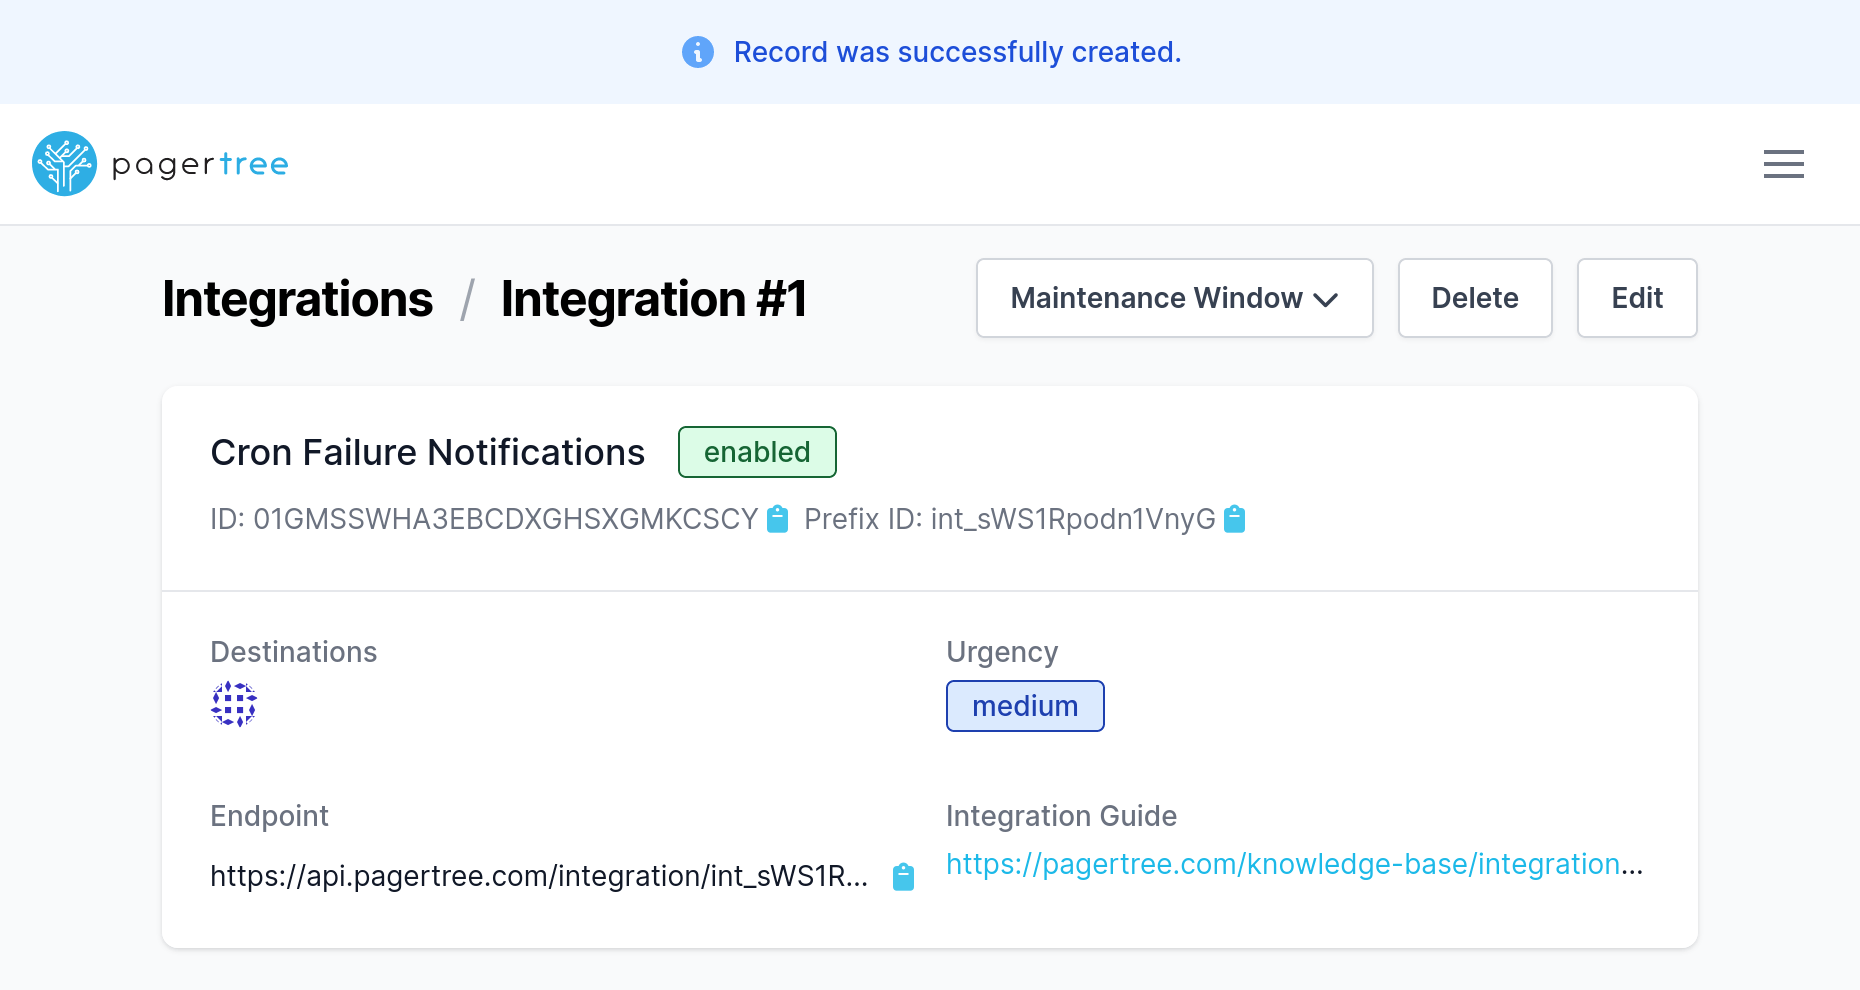 Record was successfully created.
pagertree
Integrations / Integration #1
Maintenance Window
Delete
Edit
Cron Failure Notifications
enabled
ID: 01GMSSWHA3EBCDXGHSXGMKCSCY Prefix ID: int_sWS1Rpodn1VnyG
Destinations
Urgency
medium
Endpoint
Integration Guide
https://api.pagertree.com/integration/int_sWS1R...
https://pagertree.com/knowledge-base/integration...